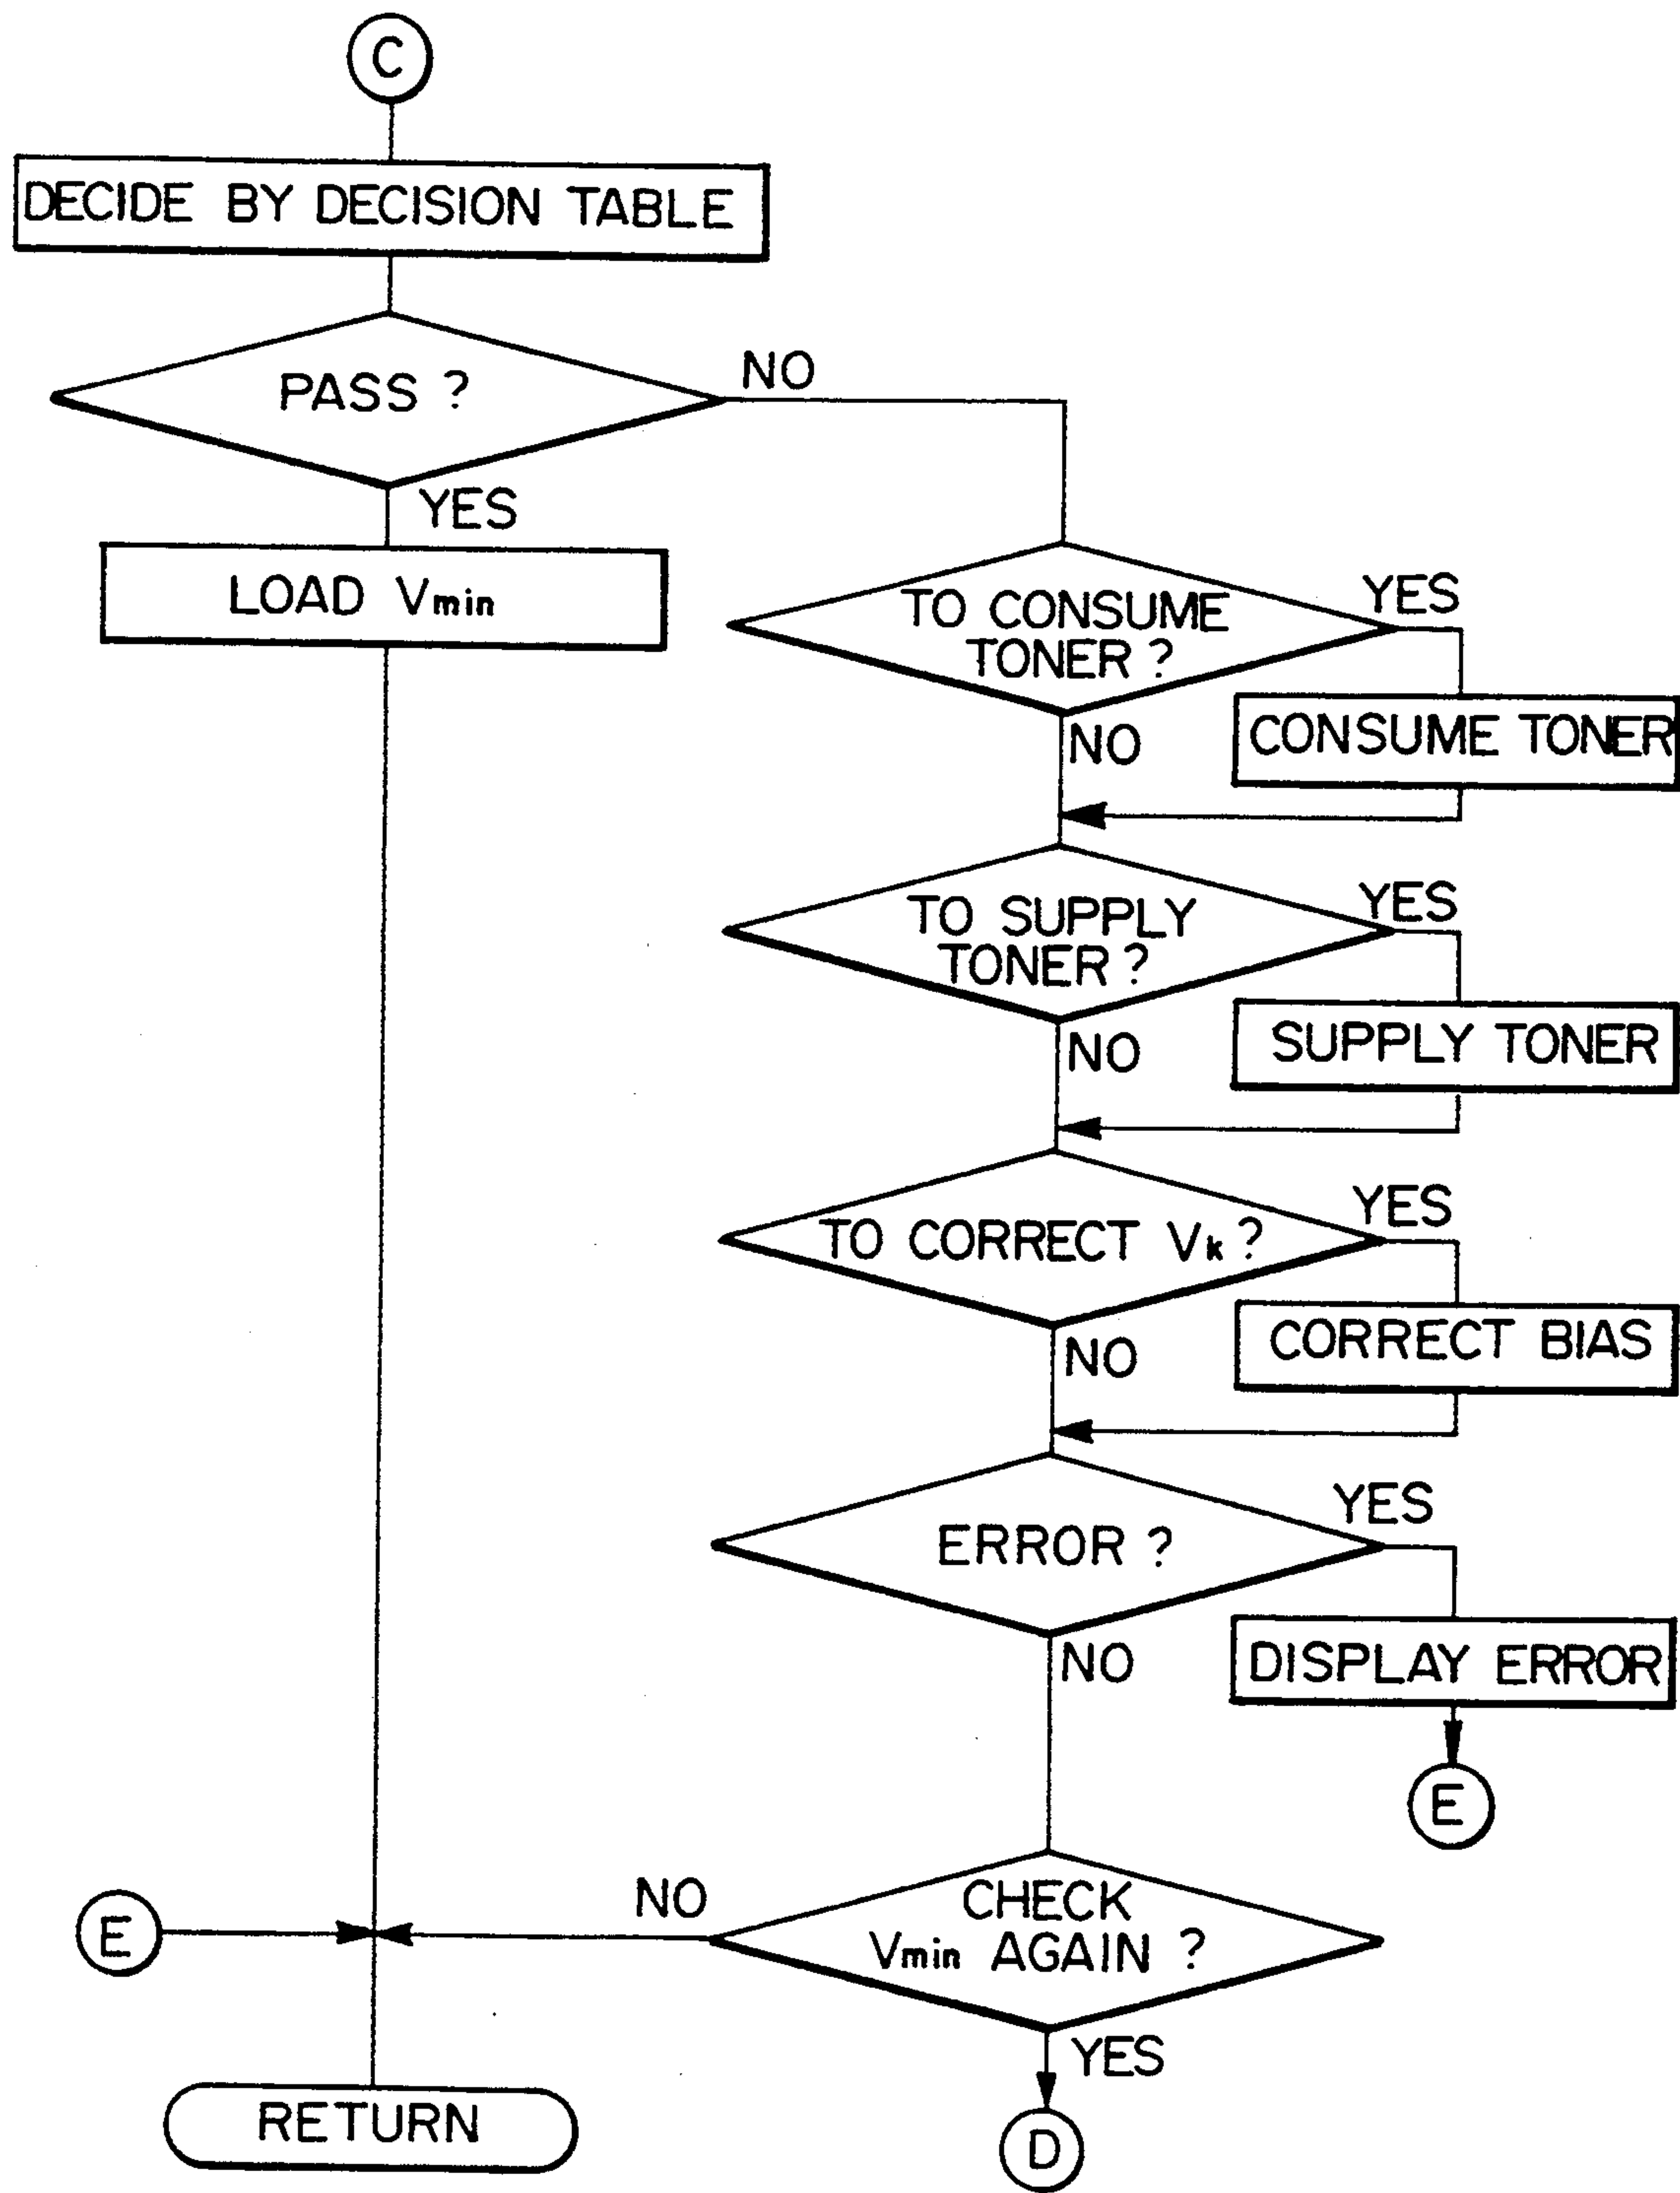 C
DECIDE BY DECISION TABLE
PASS ?
NO
YES
LOAD Vmin
TO CONSUME
TONER ?
YES
NO
CONSUME TONER
TO SUPPLY
TONER ?
YES
NO
SUPPLY TONER
TO CORRECT Vk ?
YES
NO
CORRECT BIAS
ERROR ?
YES
NO
DISPLAY ERROR
E
E
NO
CHECK
Vmin AGAIN ?
YES
RETURN
D